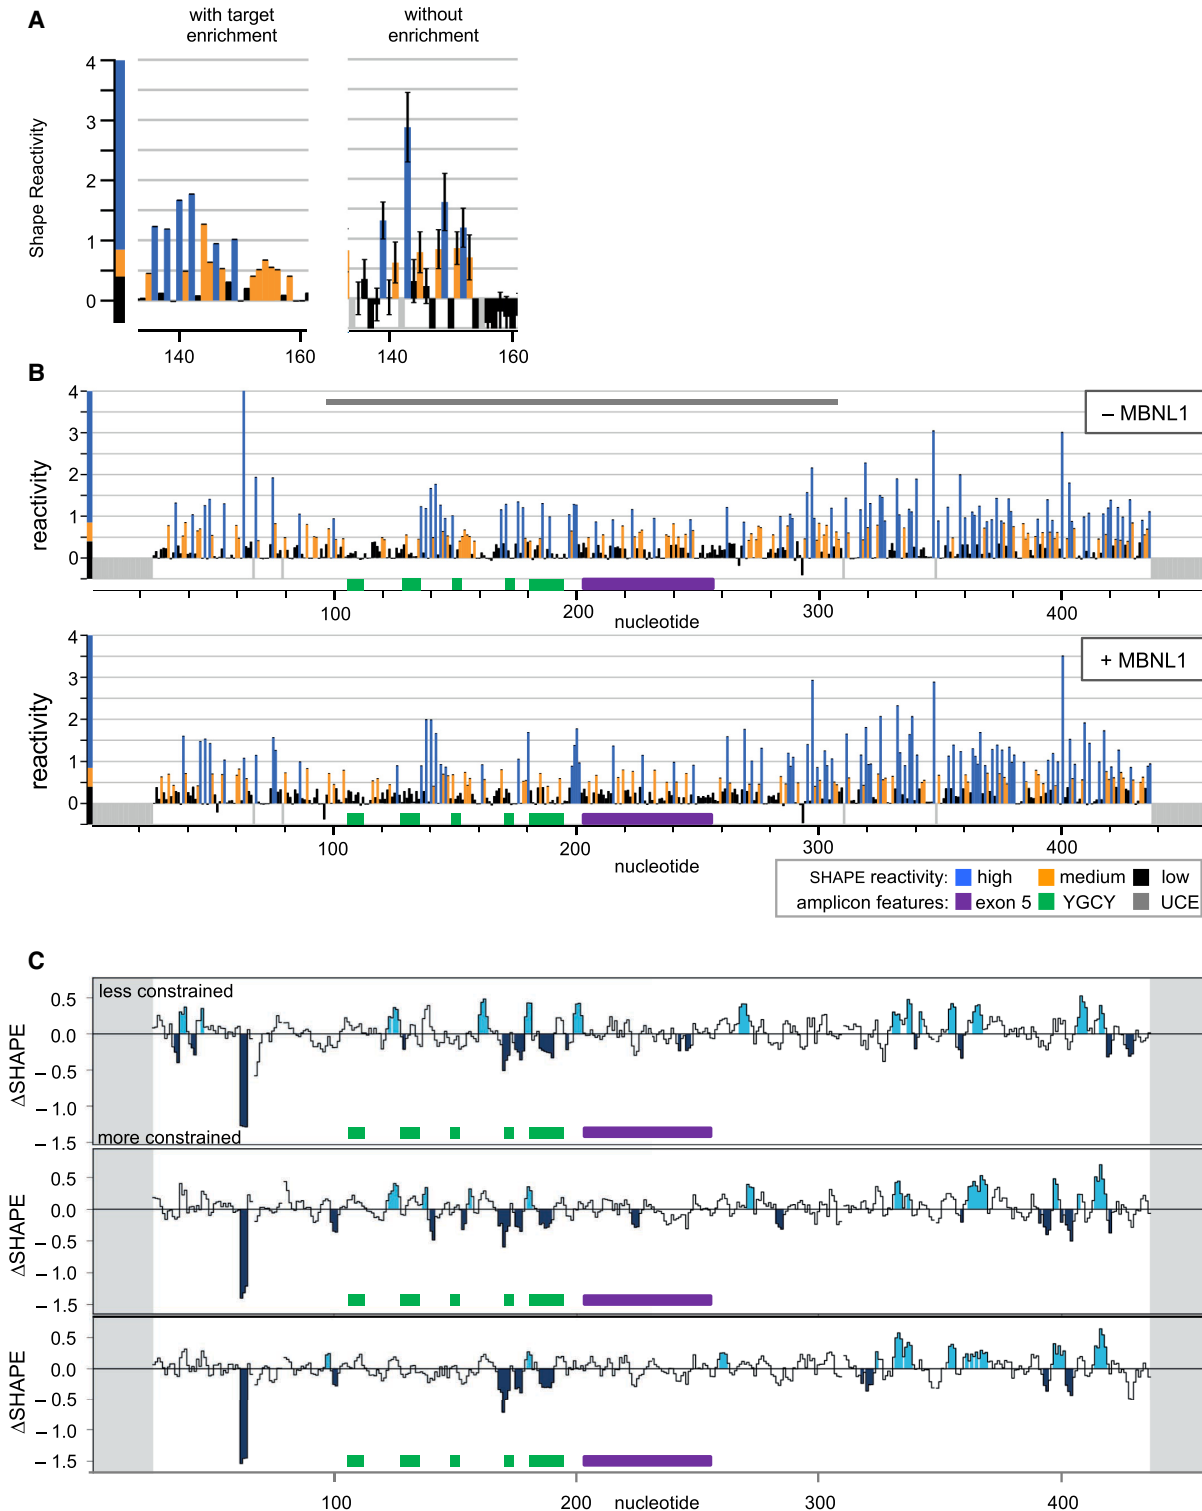 A
with target
enrichment
without
enrichment
Shape Reactivity
4
3
2
1
0
140
160
140
160
B
reactivity
4
3
2
1
0
– MBNL1
100
200
300
400
nucleotide
reactivity
4
3
2
1
0
+ MBNL1
100
200
300
400
nucleotide
SHAPE reactivity: high medium low
amplicon features: exon 5 YGCY UCE
C
less constrained
ΔSHAPE
0.5
0.0
– 0.5
– 1.0
– 1.5
more constrained
ΔSHAPE
0.5
0.0
– 0.5
– 1.0
– 1.5
ΔSHAPE
0.5
0.0
– 0.5
– 1.0
– 1.5
100
200
300
400
nucleotide